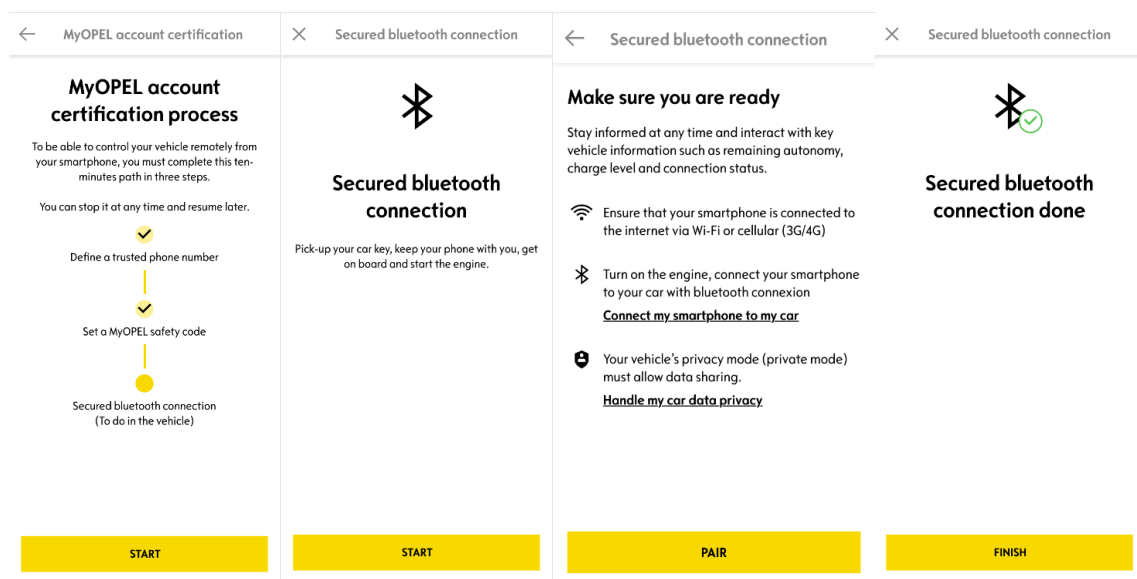 MyOPEL account certification
MyOPEL account
certification process
To be able to control your vehicle remotely from
your smartphone, you must complete this ten-
minutes path in three steps.
You can stop it at any time and resume later.
Define a trusted phone number
Set a MyOPEL safety code
Secured bluetooth connection
(To do in the vehicle)
START
Secured bluetooth connection
Secured bluetooth
connection
Pick-up your car key, keep your phone with you, get
on board and start the engine.
START
Secured bluetooth connection
Make sure you are ready
Stay informed at any time and interact with key
vehicle information such as remaining autonomy,
charge level and connection status.
Ensure that your smartphone is connected to
the internet via Wi-Fi or cellular (3G/4G)
Turn on the engine, connect your smartphone
to your car with bluetooth connexion
Connect my smartphone to my car
Your vehicle's privacy mode (private mode)
must allow data sharing.
Handle my car data privacy
PAIR
Secured bluetooth connection
Secured bluetooth
connection done
FINISH